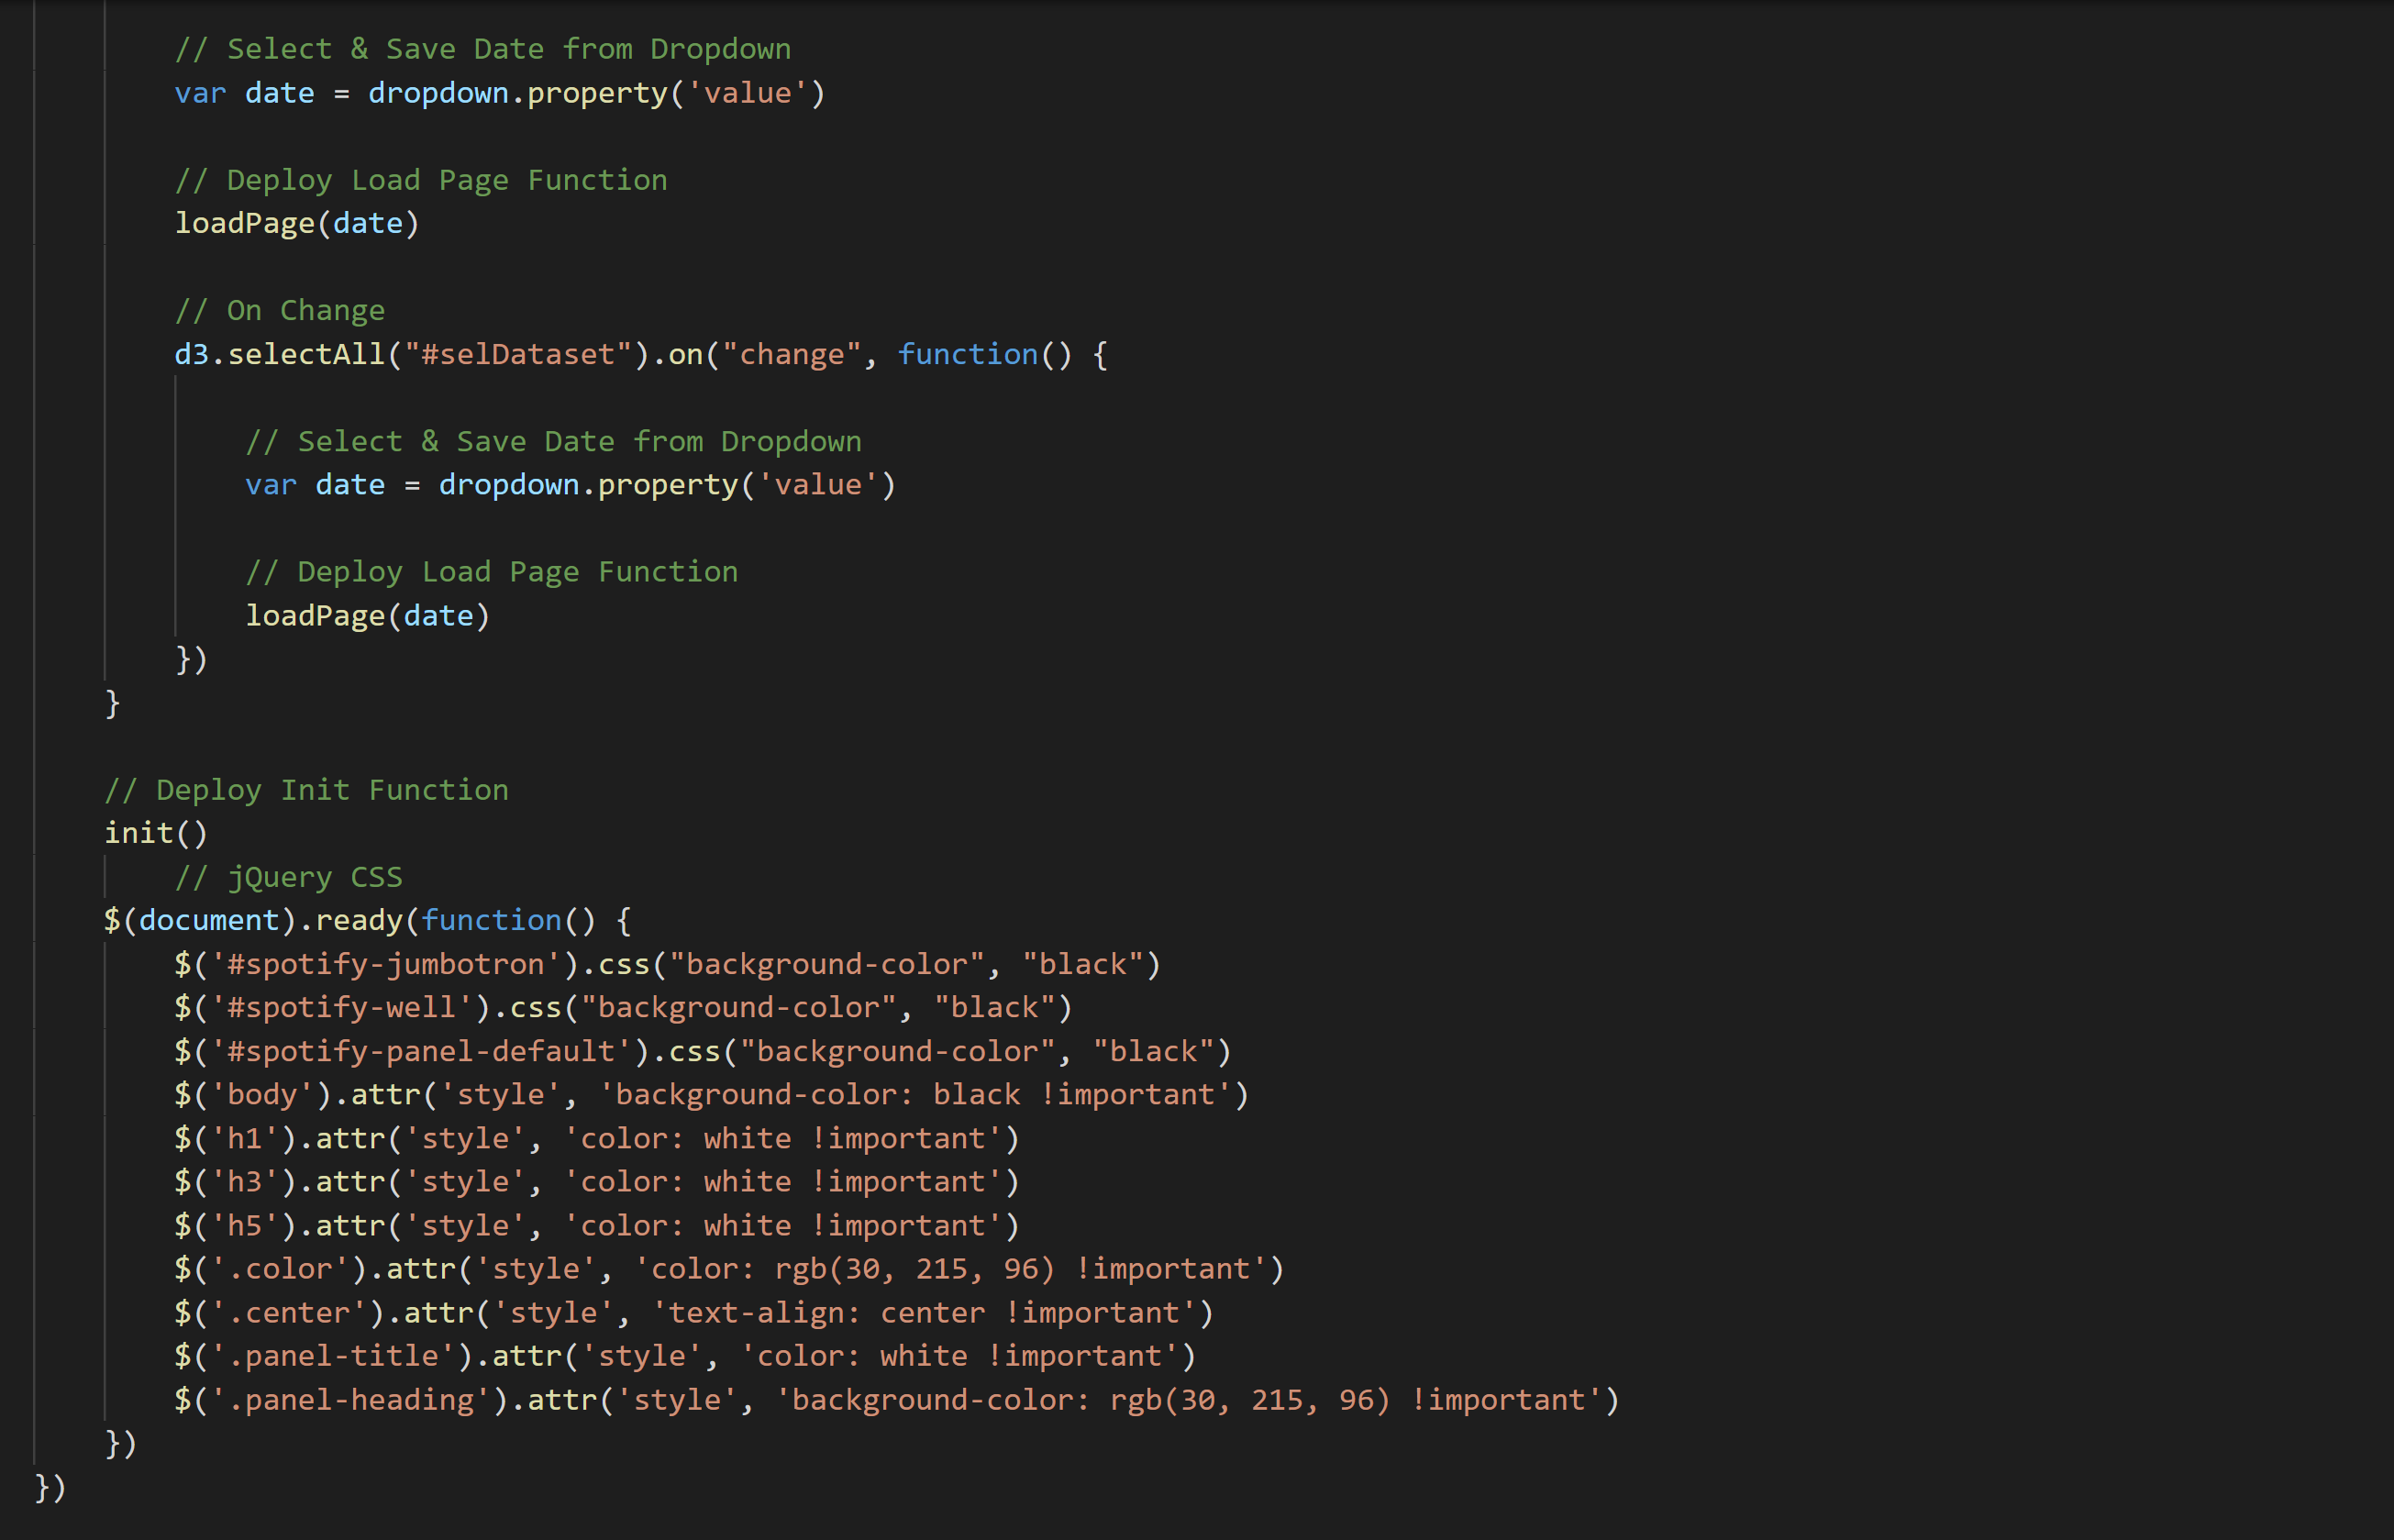 // Select & Save Date from Dropdown
var date = dropdown.property('value')
// Deploy Load Page Function
loadPage(date)
// On Change
d3.selectAll("#selDataset").on("change", function() {
// Select & Save Date from Dropdown
var date = dropdown.property('value')
// Deploy Load Page Function
loadPage(date)
})
}
// Deploy Init Function
init()
// jQuery CSS
$(document).ready(function() {
$('#spotify-jumbotron').css("background-color", "black")
$('#spotify-well').css("background-color", "black")
$('#spotify-panel-default').css("background-color", "black")
$('body').attr('style', 'background-color: black !important')
$('h1').attr('style', 'color: white !important')
$('h3').attr('style', 'color: white !important')
$('h5').attr('style', 'color: white !important')
$('.color').attr('style', 'color: rgb(30, 215, 96) !important')
$('.center').attr('style', 'text-align: center !important')
$('.panel-title').attr('style', 'color: white !important')
$('.panel-heading').attr('style', 'background-color: rgb(30, 215, 96) !important')
})
})